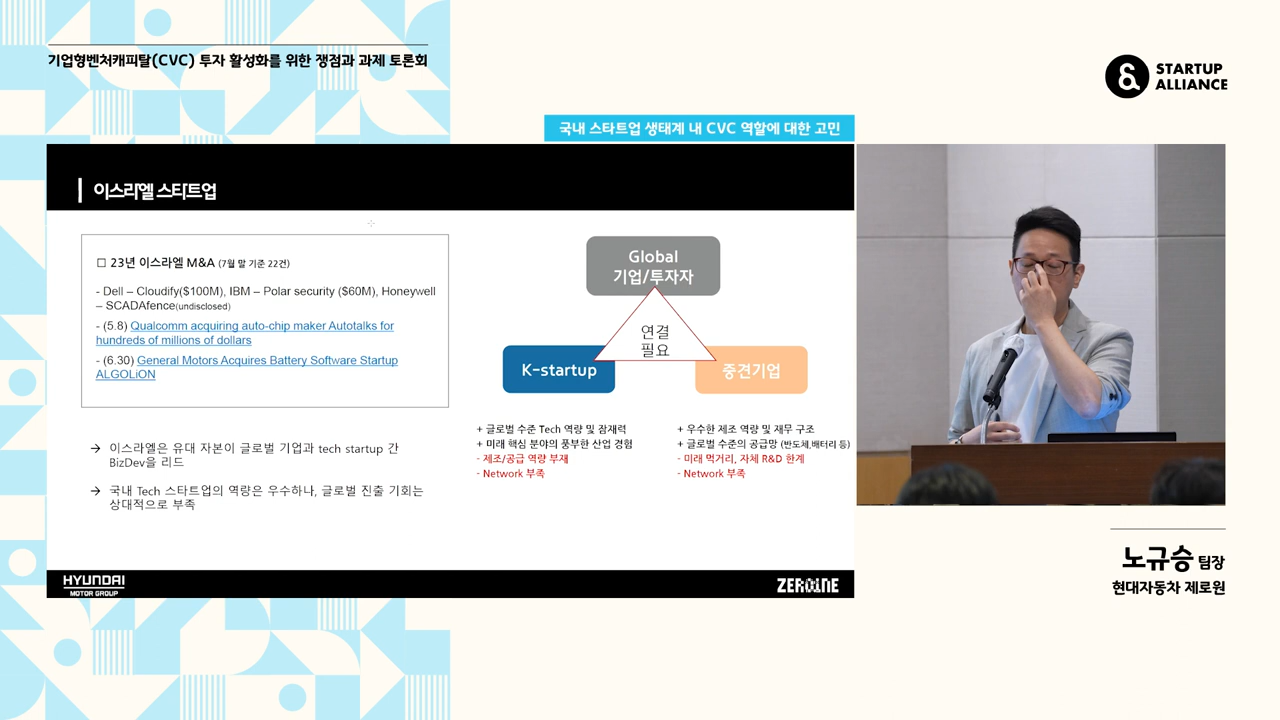 기업형벤처캐피탈(CVC) 투자 활성화를 위한 쟁점과 과제 토론회
STARTUP
ALLIANCE
국내 스타트업 생태계 내 CVC 역할에 대한 고민
이스라엘 스타트업
□ 23년 이스라엘 M&A (7월 말 기준 22건)
- Dell – Cloudify($100M), IBM – Polar security ($60M), Honeywell
– SCADAfence(undisclosed)
- (5.8) Qualcomm acquiring auto-chip maker Autotalks for
hundreds of millions of dollars
- (6.30) General Motors Acquires Battery Software Startup
ALGOLiON
→ 이스라엘은 유대 자본이 글로벌 기업과 tech startup 간
BizDev을 리드
→ 국내 Tech 스타트업의 역량은 우수하나, 글로벌 진출 기회는
상대적으로 부족
Global
기업/투자자
연결
필요
K-startup
중견기업
+ 글로벌 수준 Tech 역량 및 잠재력
+ 미래 핵심 분야의 풍부한 산업 경험
- 제조/공급 역량 부재
- Network 부족
+ 우수한 제조 역량 및 재무 구조
+ 글로벌 수준의 공급망 (반도체,배터리 등)
- 미래 먹거리, 자체 R&D 한계
- Network 부족
HYUNDAI
MOTOR GROUP
ZER01NE
노규승 팀장
현대자동차 제로원